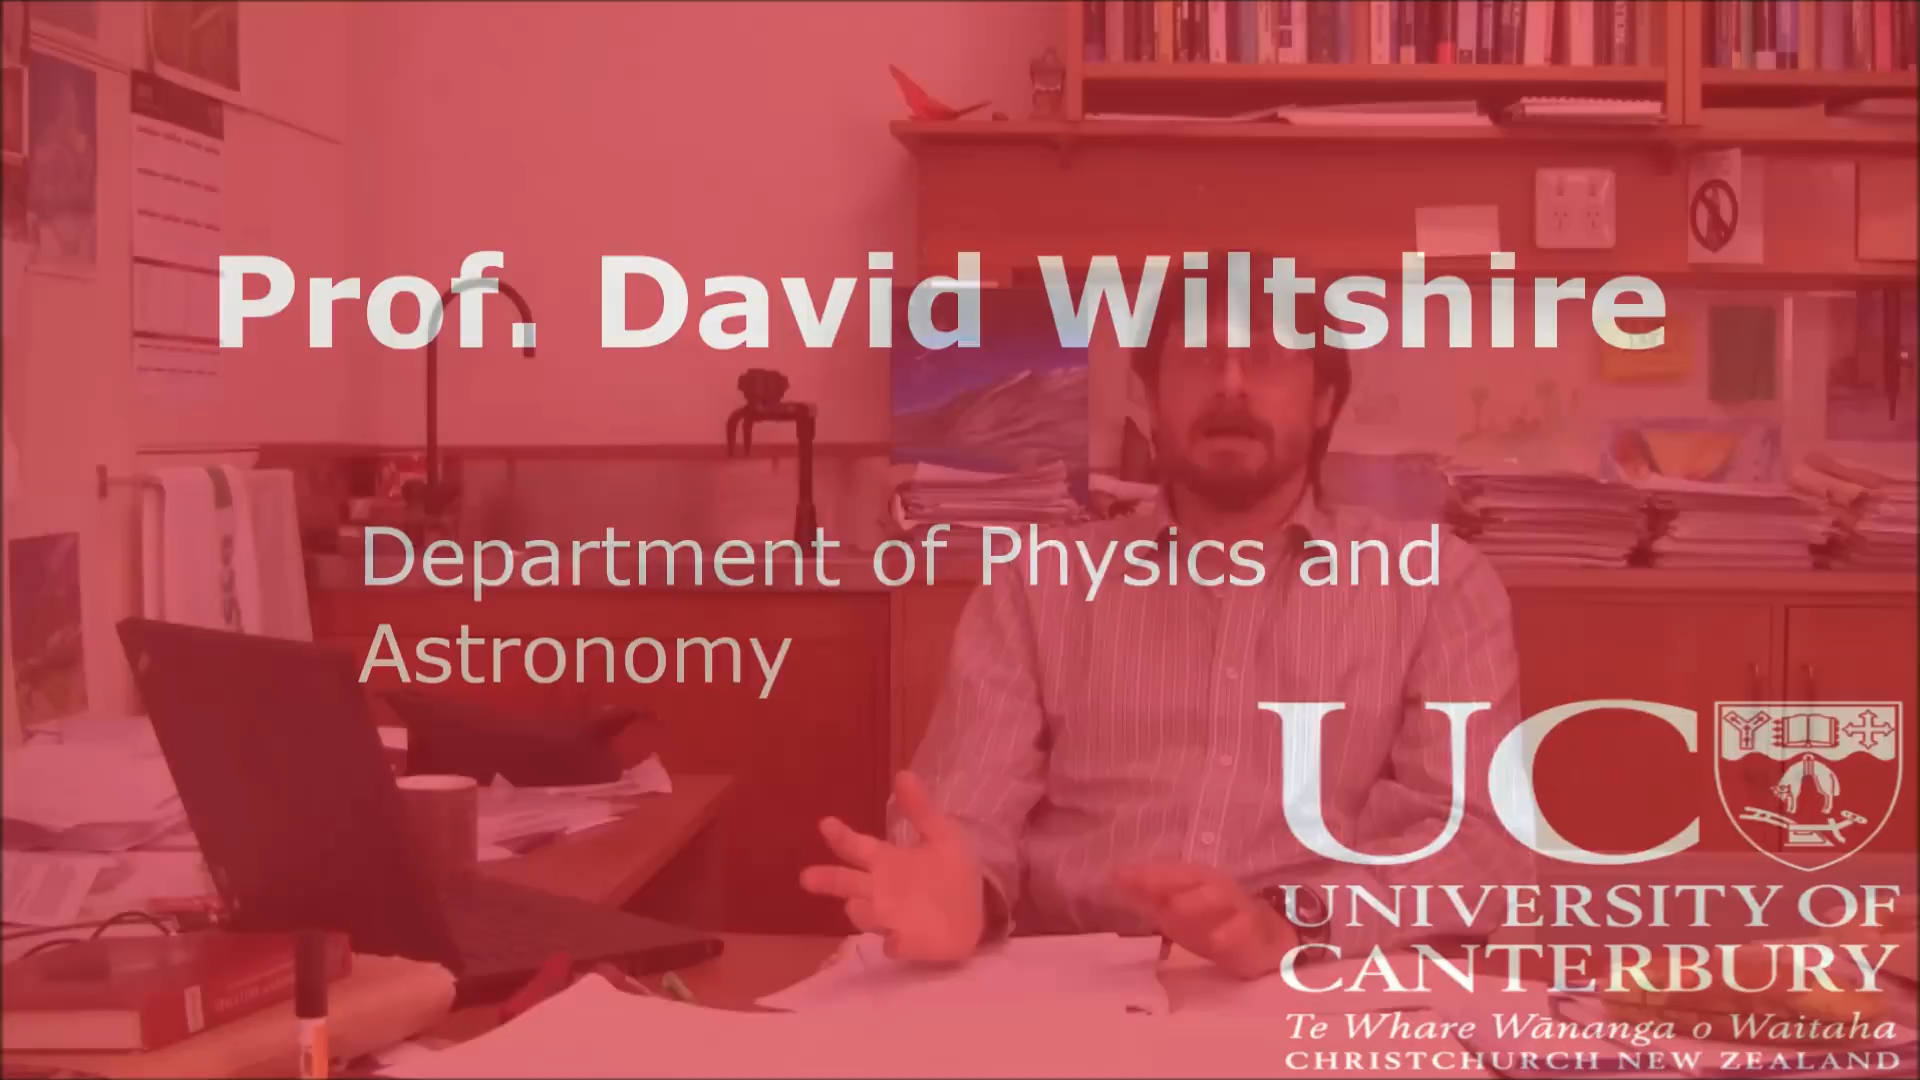 Prof. David Wiltshire
Department of Physics and
Astronomy
UC
UNIVERSITY OF
CANTERBURY
Te Whare Wānanga o Waitaha
CHRISTCHURCH NEW ZEALAND